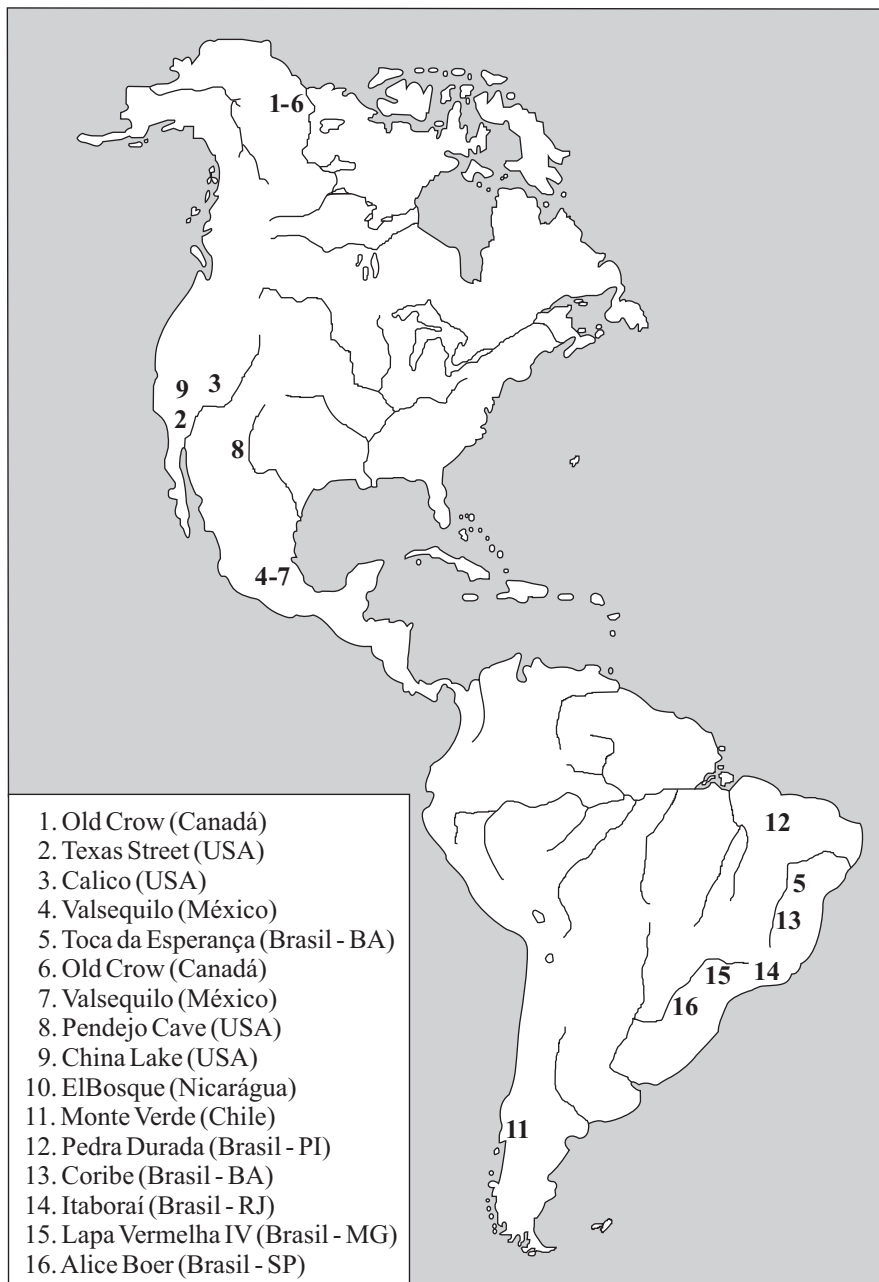 1-6
9
3
2
8
4-7
12
5
13
15
14
16
11
1. Old Crow (Canadá)
2. Texas Street (USA)
3. Calico (USA)
4. Valsequilo (México)
5. Toca da Esperança (Brasil - BA)
6. Old Crow (Canadá)
7. Valsequilo (México)
8. Pendejo Cave (USA)
9. China Lake (USA)
10. ElBosque (Nicarágua)
11. Monte Verde (Chile)
12. Pedra Durada (Brasil - PI)
13. Coribe (Brasil - BA)
14. Itaboraí (Brasil - RJ)
15. Lapa Vermelha IV (Brasil - MG)
16. Alice Boer (Brasil - SP)